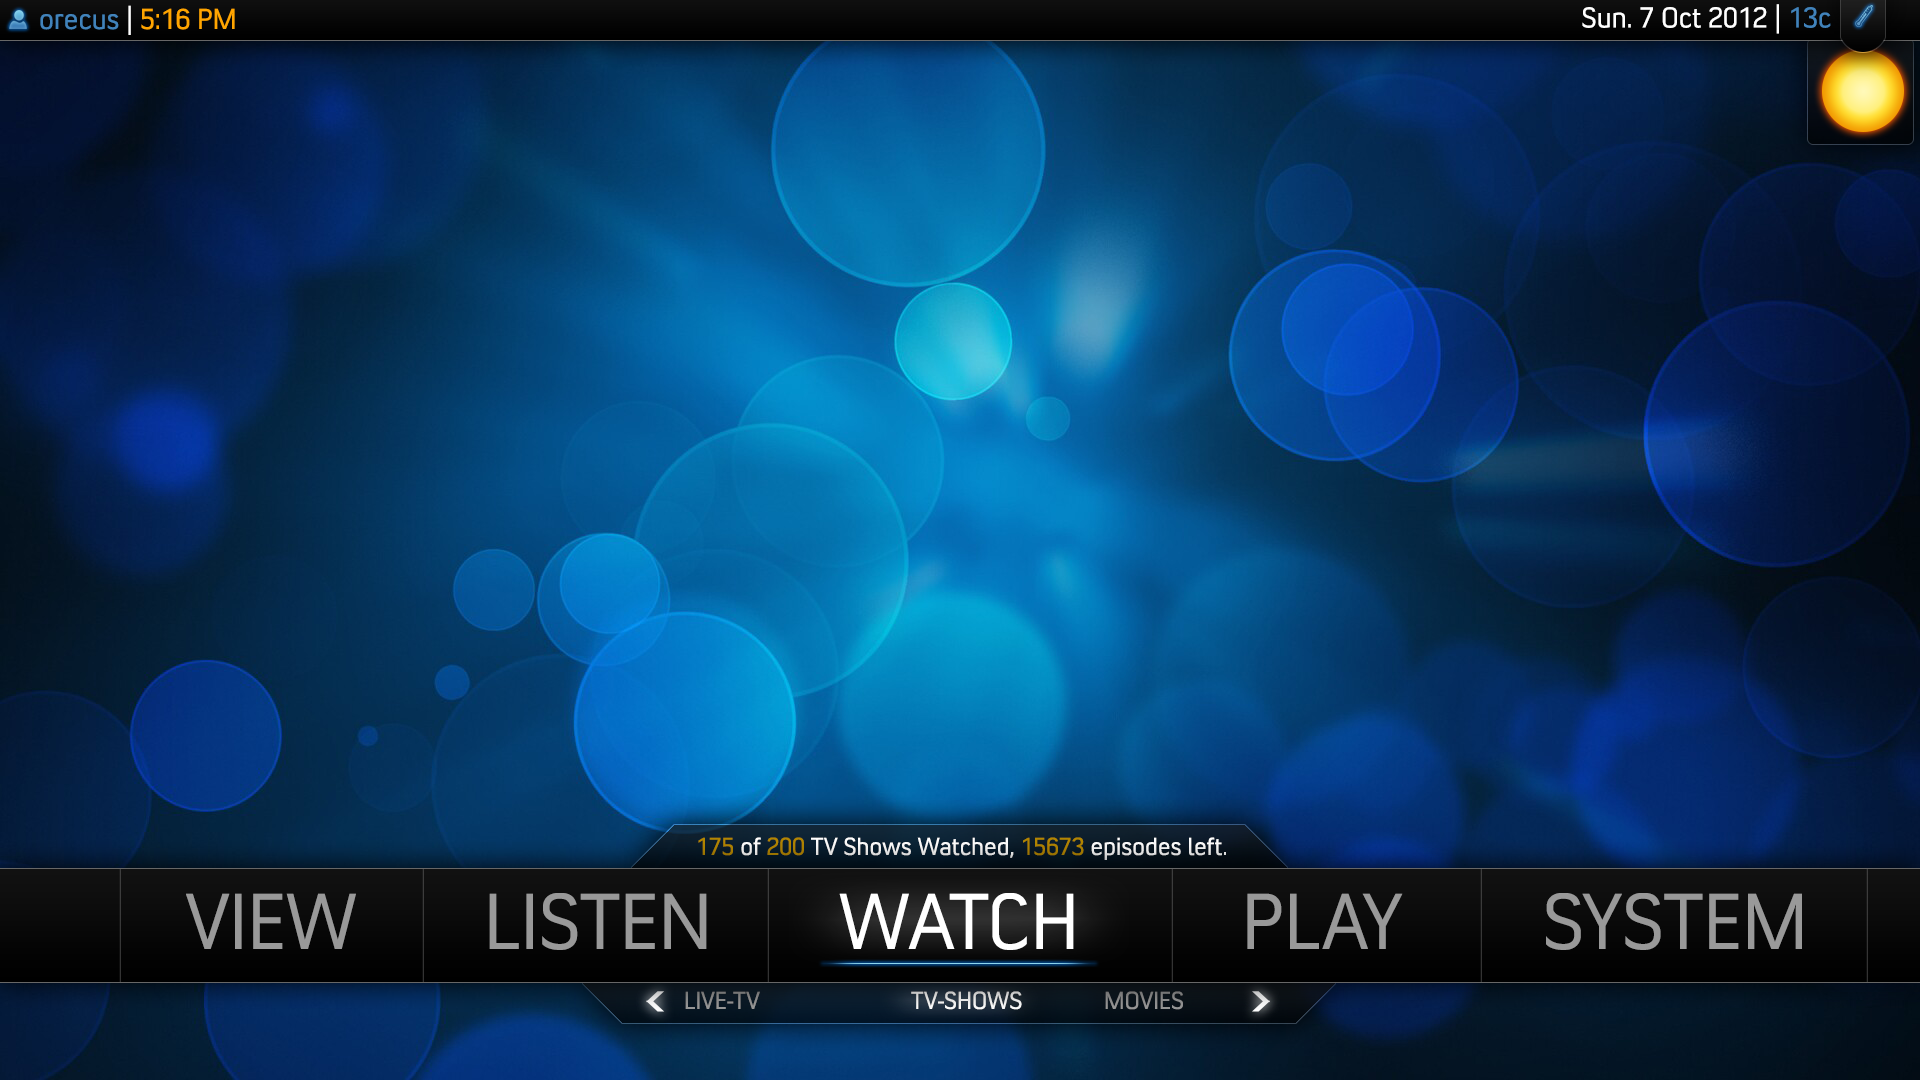 orecus | 5:16 PM
Sun. 7 Oct 2012 | 13c
175 of 200 TV Shows Watched, 15673 episodes left.
VIEW LISTEN WATCH PLAY SYSTEM
LIVE-TV TV-SHOWS MOVIES